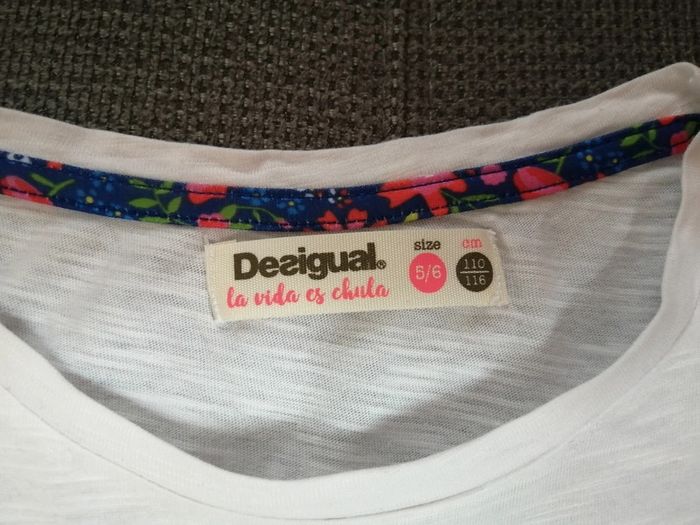 Desigual® size cm
la vida es chula 5/6 110
116